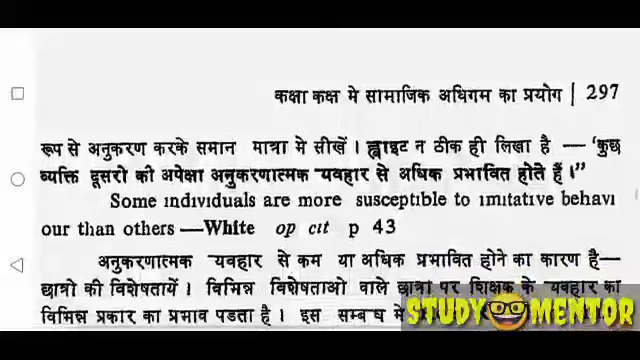 कक्षा कक्ष मे सामाजिक अधिगम का प्रयोग | 297
रूप से अनुकरण करके समान मात्रा मे सीखें । ह्वाइट न ठीक ही लिखा है — ‘कुछ
व्यक्ति दूसरो की अपेक्षा अनुकरणात्मक यवहार से अधिक प्रभावित होते हैं ।”
Some individuals are more susceptible to imitative behavi
our than others —White op cit p 43
अनुकरणात्मक यवहार से कम या अधिक प्रभावित होने का कारण है—
छात्रो की विशेषतायें । विभिन्न विशेषताओ वाले छात्रा पर शिक्षक के यवहार का
विभिन्न प्रकार का प्रभाव पडता है । इस सम्बध मे
STUDY MENTOR